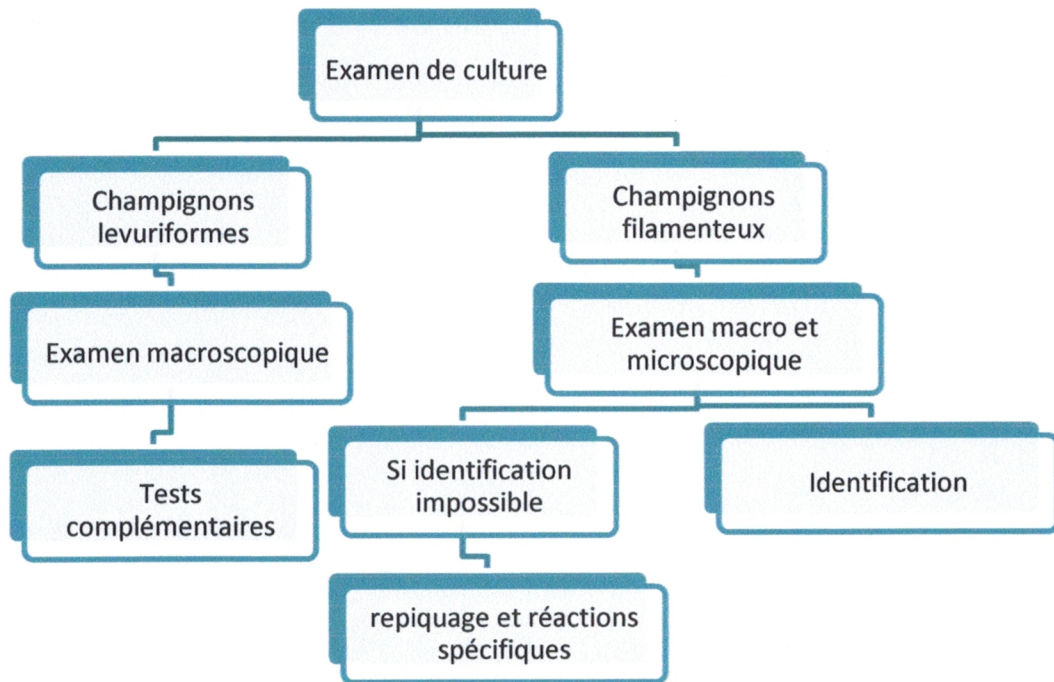 Examen de culture
Champignons
levuriformes
Champignons
filamenteux
Examen macroscopique
Examen macro et
microscopique
Tests
complémentaires
Si identification
impossible
Identification
repiquage et réactions
spécifiques